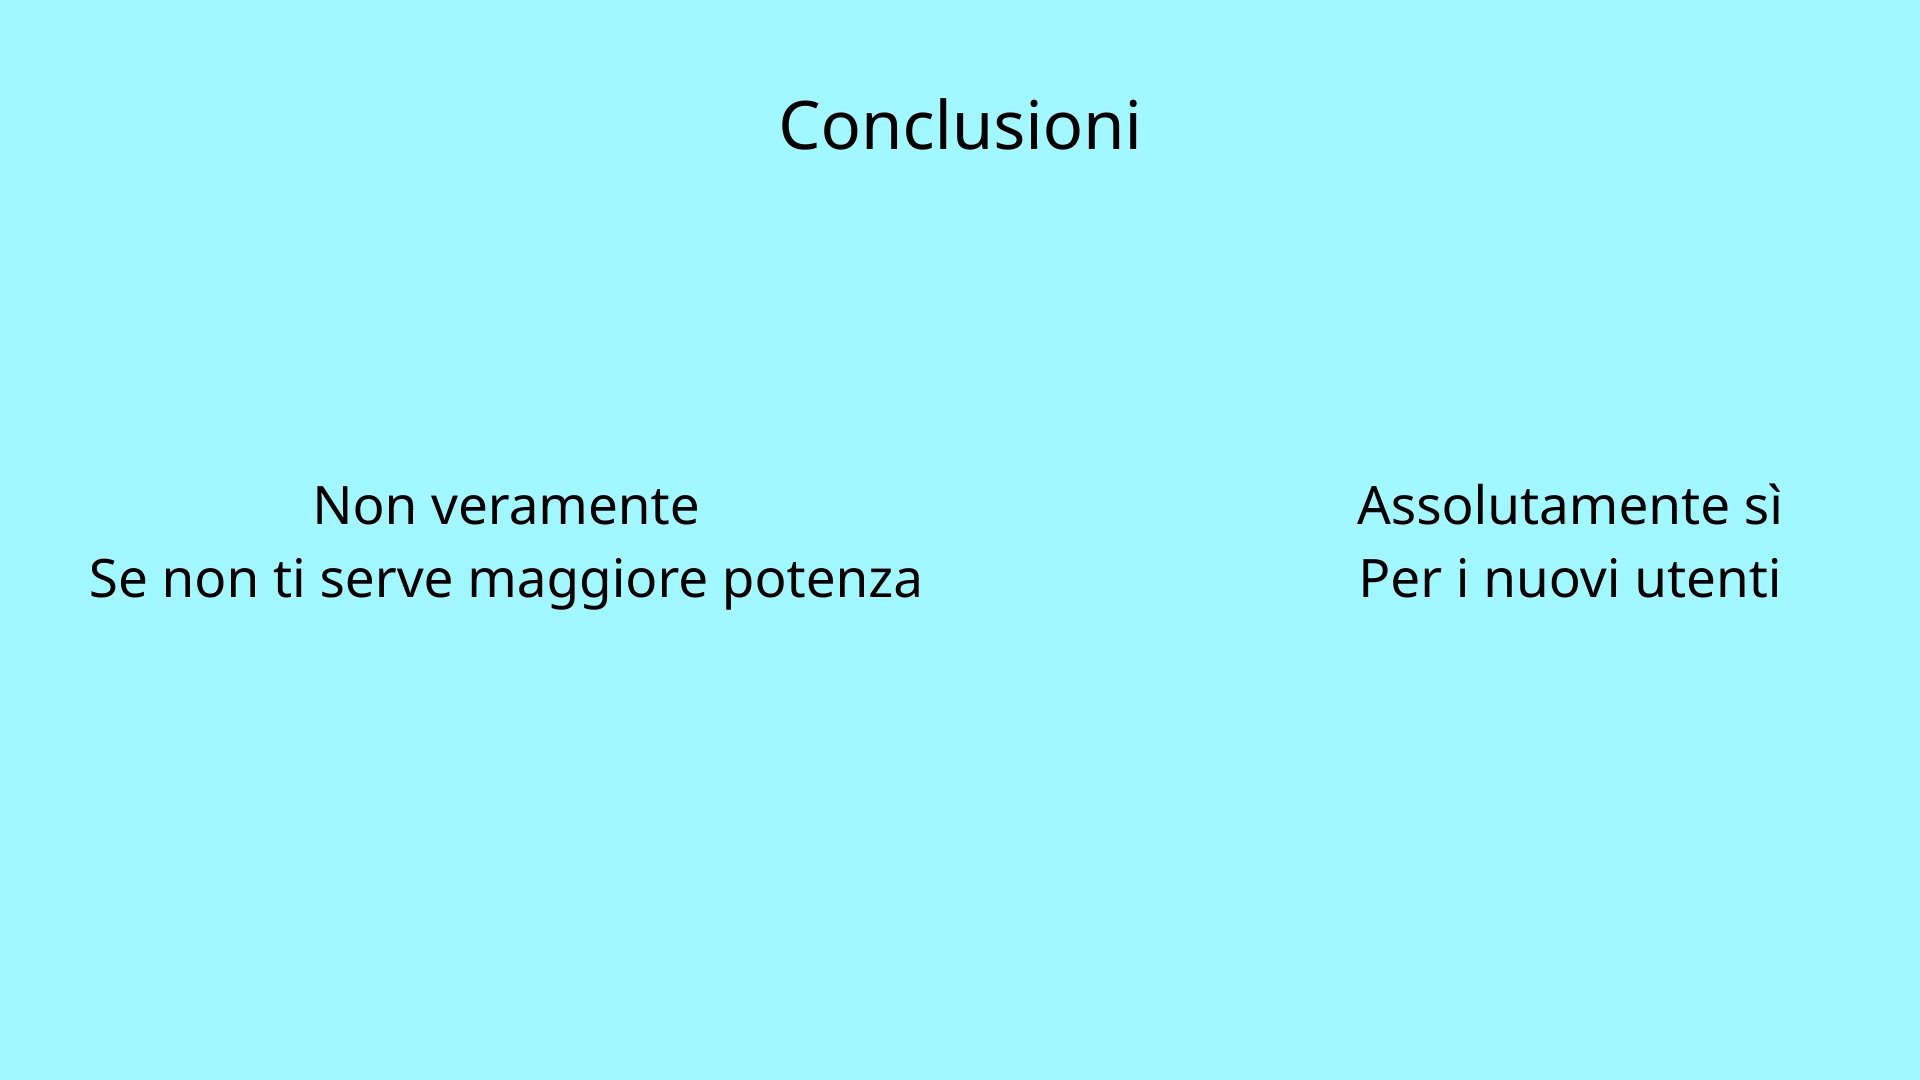 Conclusioni
Non veramente
Se non ti serve maggiore potenza
Assolutamente sì
Per i nuovi utenti